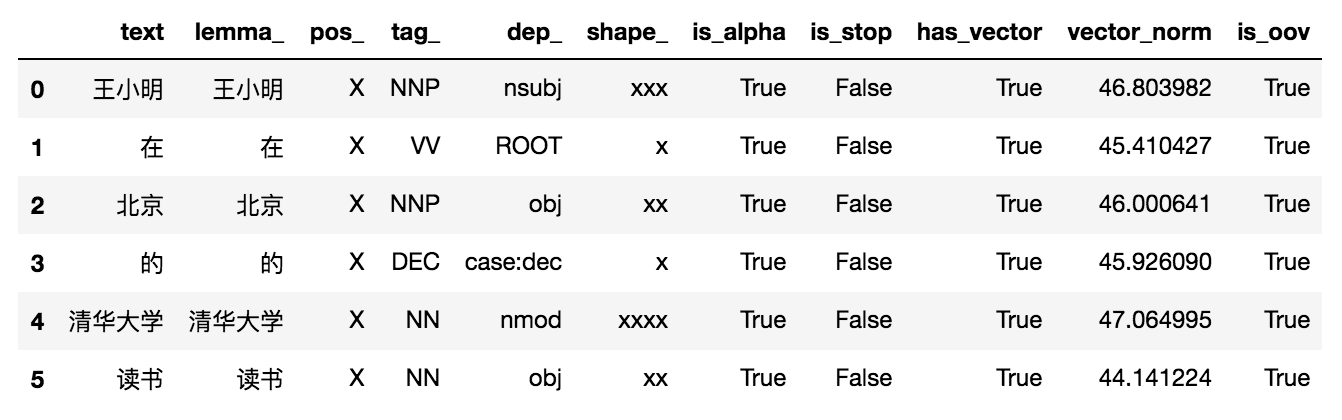 text lemma_ pos_ tag_ dep_ shape_ is_alpha is_stop has_vector vector_norm is_oov
0 王小明 王小明 X NNP nsubj xxx True False True 46.803982 True
1 在 在 X VV ROOT x True False True 45.410427 True
2 北京 北京 X NNP obj xx True False True 46.000641 True
3 的 的 X DEC case:dec x True False True 45.926090 True
4 清华大学 清华大学 X NN nmod xxxx True False True 47.064995 True
5 读书 读书 X NN obj xx True False True 44.141224 True